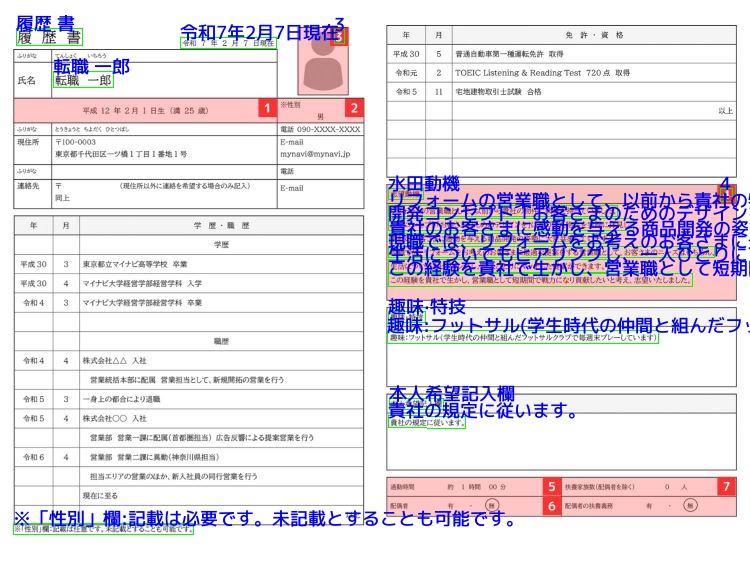 履歴書
履 歴 書
令和7年2月7日現在
令和 7 年 2 月 7 日現在
3
ふりがな てんしょく いちろう
転職 一郎
氏名 転職 一郎
平成 12 年 2 月 1 日生(満 25 歳) 1
※性別 2
男
ふりがな とうきょうと ちよだく ひとつばし 電話 090-XXXX-XXXX
現住所 〒100-0003
東京都千代田区一ツ橋1丁目1番地1号
E-mail
mynavi@mynavi.jp
ふりがな 電話
連絡先 〒 (現住所以外に連絡を希望する場合のみ記入)
同上
E-mail
年 月 学 歴・職 歴
学歴
平成 30 3 東京都立マイナビ高等学校 卒業
平成 30 4 マイナビ大学経営学部経営学科 入学
令和 4 3 マイナビ大学経営学部経営学科 卒業
職歴
令和 4 4 株式会社△△ 入社
営業統括本部に配属 営業担当として、新規開拓の営業を行う
令和 5 3 一身上の都合により退職
令和 5 4 株式会社○○ 入社
営業部 営業一課に配属(首都圏担当) 広告反響による提案営業を行う
令和 6 4 営業部 営業二課に異動(神奈川県担当)
担当エリアの営業のほか、新入社員の同行営業を行う
現在に至る
※「性別」欄:記載は必要です。未記載とすることも可能です。
※「性別」欄:記載は任意です。未記載とすることも可能です。
年 月 免 許・資 格
平成 30 5 普通自動車第一種運転免許 取得
令和元 2 TOEIC Listening & Reading Test 720 点 取得
令和 5 11 宅地建物取引士試験 合格
以上
水田動機
4
リフォームの営業職として、以前から貴社の
開発コンセプト「お客さまのためのデザイン
貴社のお客さまに感動を与える商品開発の姿
現職ではリフォームをお考えのお客さまに
生活についてヒアリングし、一人ひとりに
この経験を貴社で生かし、営業職として短期間
この経験を貴社で生かし、営業職として短期間で戦力になり貢献したいと考え、志望いたしました。
趣味・特技
趣味:フットサル(学生時代の仲間と組んだフッ
趣味:フットサル(学生時代の仲間と組んだフットサルクラブで毎週末プレーしています)
本人希望記入欄
貴社の規定に従います。
貴社の規定に従います。
通勤時間 約 1 時間 00 分 5
扶養家族数(配偶者を除く) 0 人 7
配偶者 有 ・ 無 6
配偶者の扶養義務 有 ・ 無